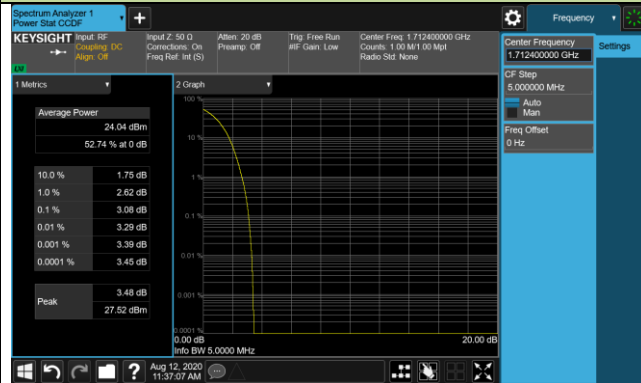 Spectrum Analyzer 1
Power Stat CCDF
Frequency
KEYSIGHT
Input: RF
Coupling: DC
Align: Off
Input Z: 50 Ω
Corrections: On
Freq Ref: Int (S)
Atten: 20 dB
Preamp: Off
Trig: Free Run
#IF Gain: Low
Center Freq: 1.712400000 GHz
Counts: 1.00 M/1.00 Mpt
Radio Std: None
Center Frequency
1.712400000 GHz
Settings
CF Step
5.000000 MHz
Auto
Man
Freq Offset
0 Hz
1 Metrics
Average Power
24.04 dBm
52.74 % at 0 dB
10.0 % 1.75 dB
1.0 % 2.62 dB
0.1 % 3.08 dB
0.01 % 3.29 dB
0.001 % 3.39 dB
0.0001 % 3.45 dB
Peak
3.48 dB
27.52 dBm
2 Graph
100 %
10 %
1 %
0.1 %
0.01 %
0.001 %
0.0001 %
0.00 dB
20.00 dB
Info BW 5.0000 MHz
?
Aug 12, 2020
11:37:07 AM